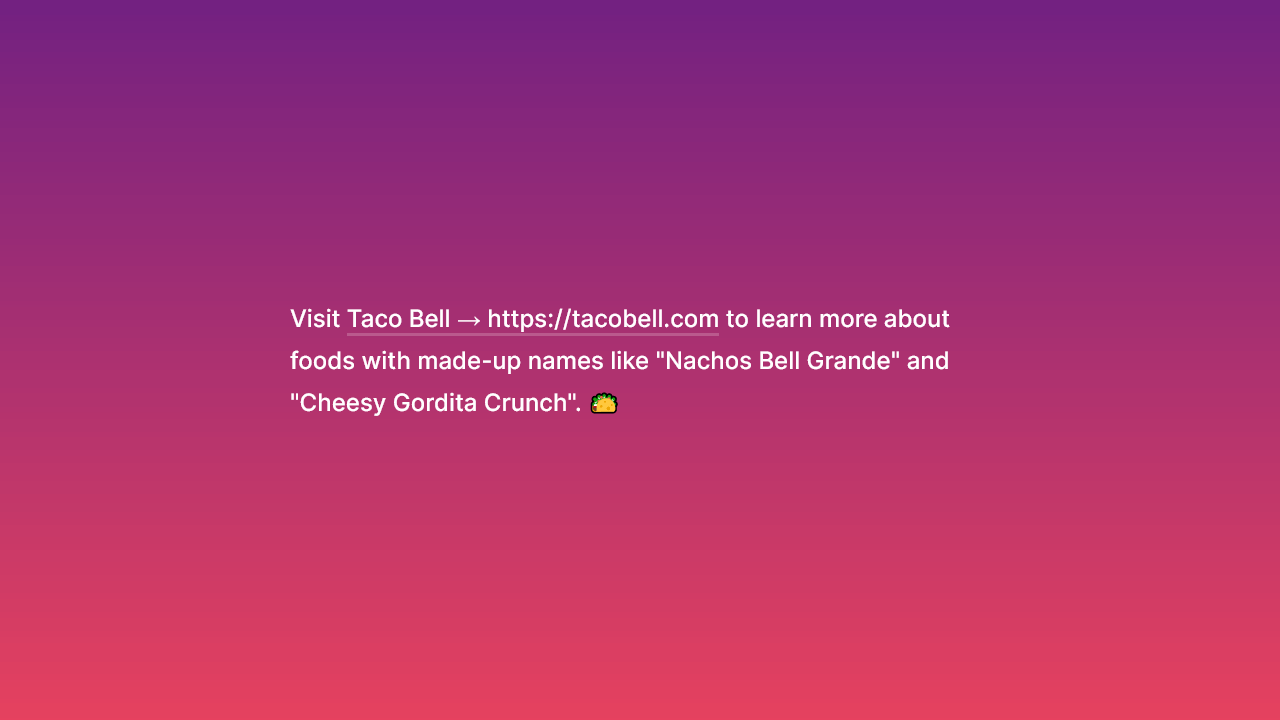 Visit Taco Bell → https://tacobell.com to learn more about
foods with made-up names like "Nachos Bell Grande" and
"Cheesy Gordita Crunch". 🌮